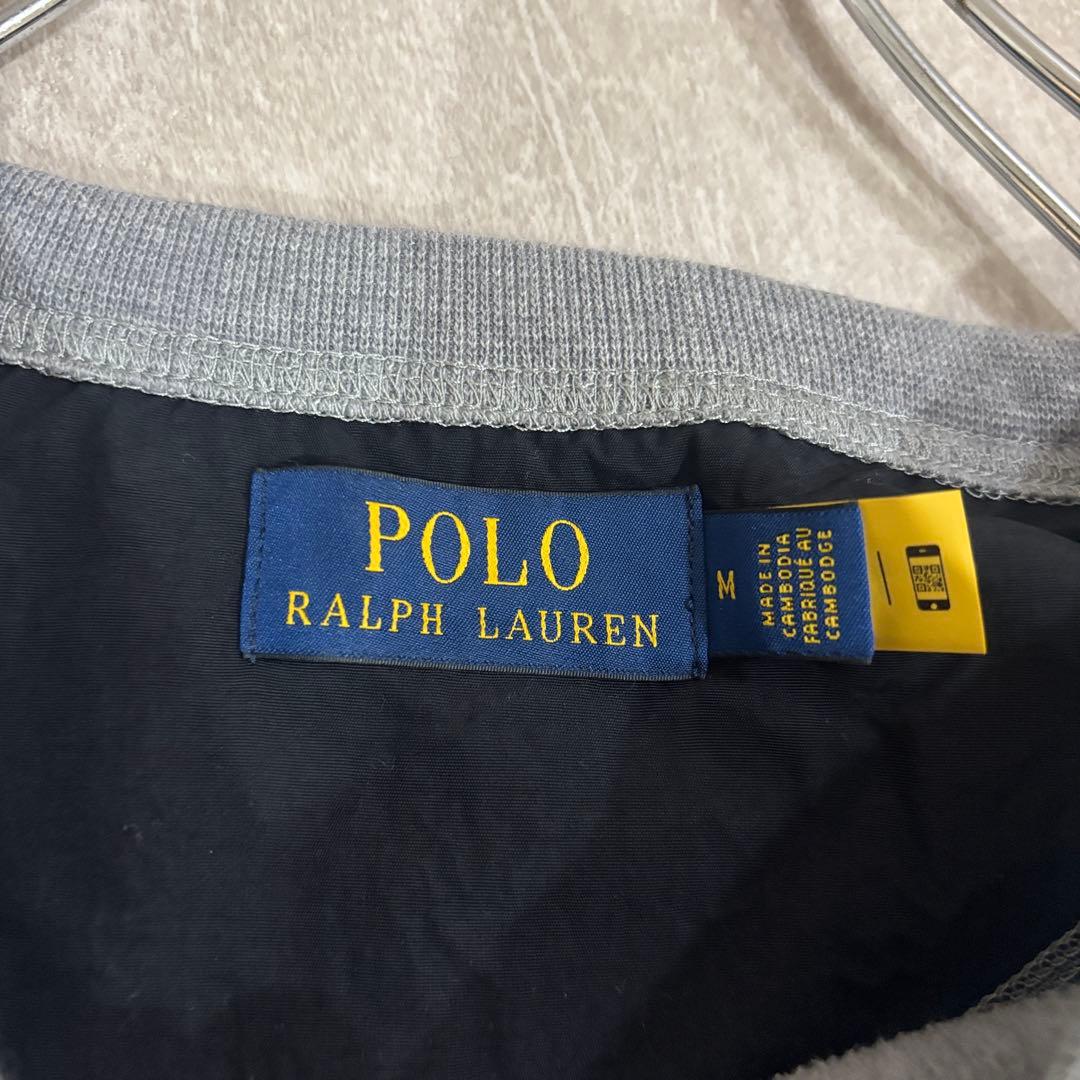 POLO
RALPH LAUREN
M
MADE IN
CAMBODIA
FABRIQUÉ AU
CAMBODGE